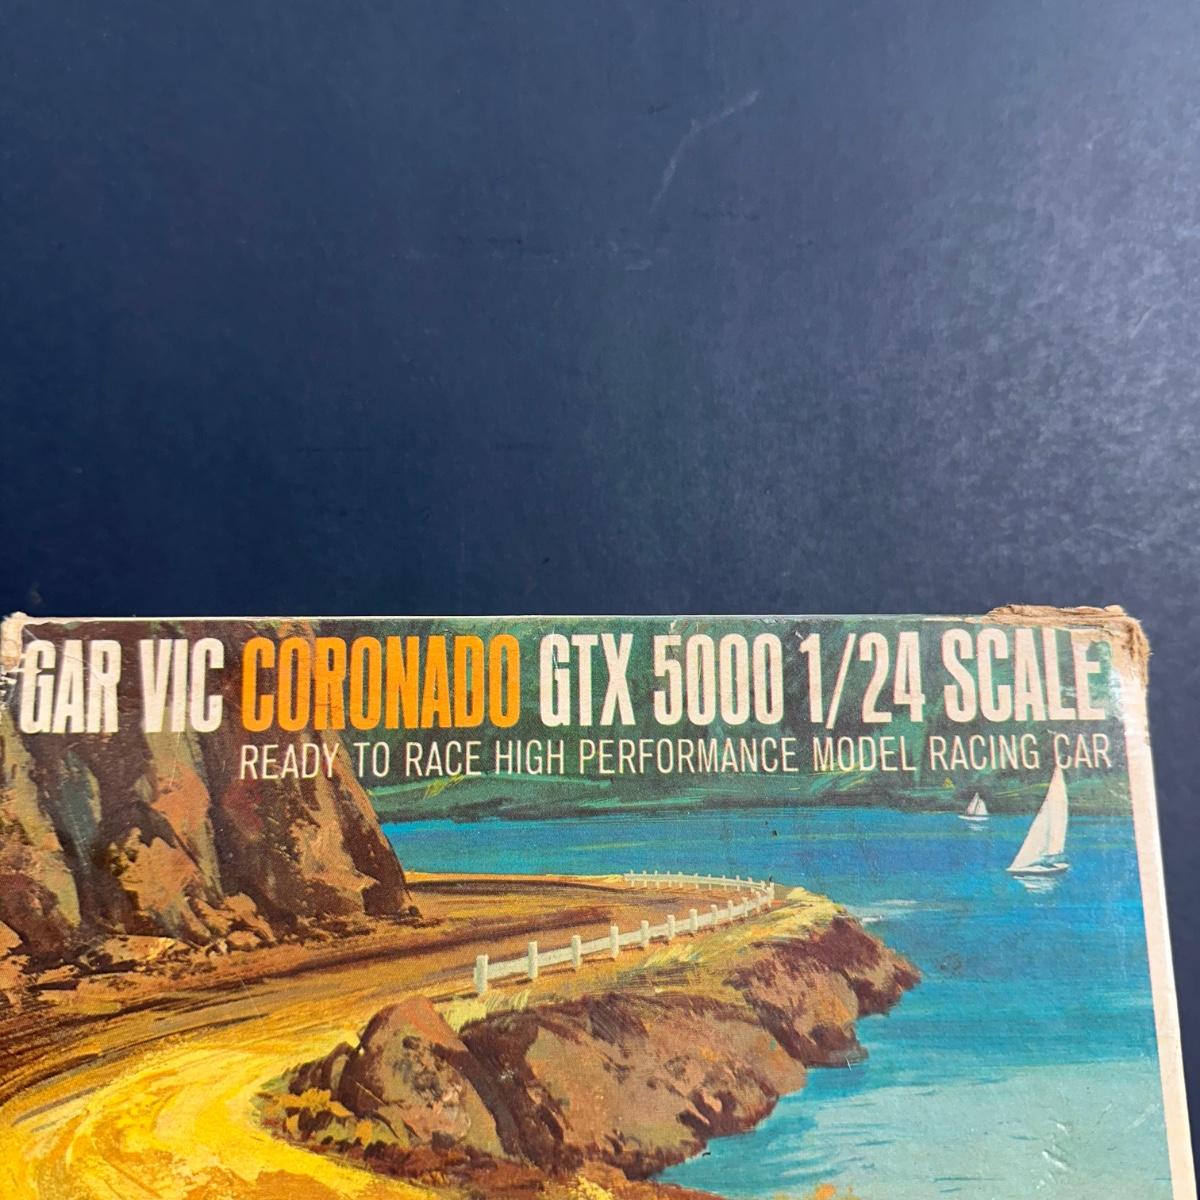 GAR VIC CORONADO GTX 5000 1/24 SCALE
READY TO RACE HIGH PERFORMANCE MODEL RACING CAR